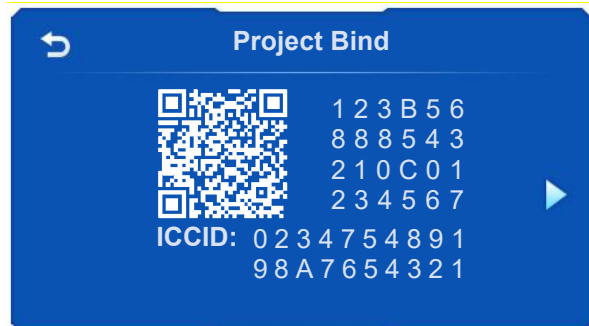 Project Bind
1 2 3 B 5 6
8 8 8 5 4 3
2 1 0 C 0 1
2 3 4 5 6 7
ICCID: 0 2 3 4 7 5 4 8 9 1
9 8 A 7 6 5 4 3 2 1